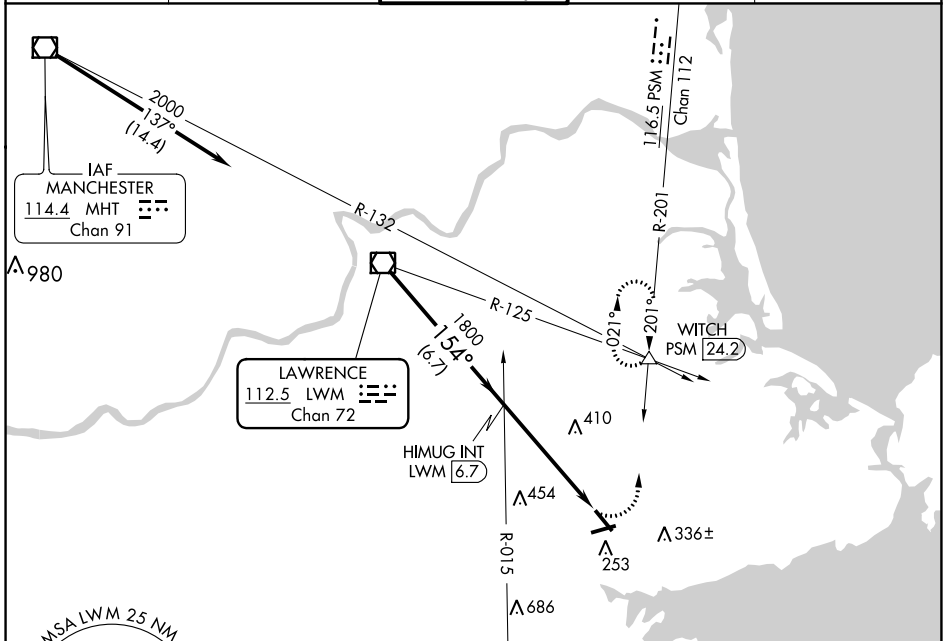 2000
137°
(14.4)
IAF
MANCHESTER
114.4 MHT
Chan 91
980
R-132
116.5 PSM
Chan 112
R-201
R-125
1800
154°
(6.7)
LAWRENCE
112.5 LWM
Chan 72
021°
201°
WITCH
PSM 24.2
HIMUG INT
LWM 6.7
410
454
336±
253
R-015
686
MSA LWM 25 NM